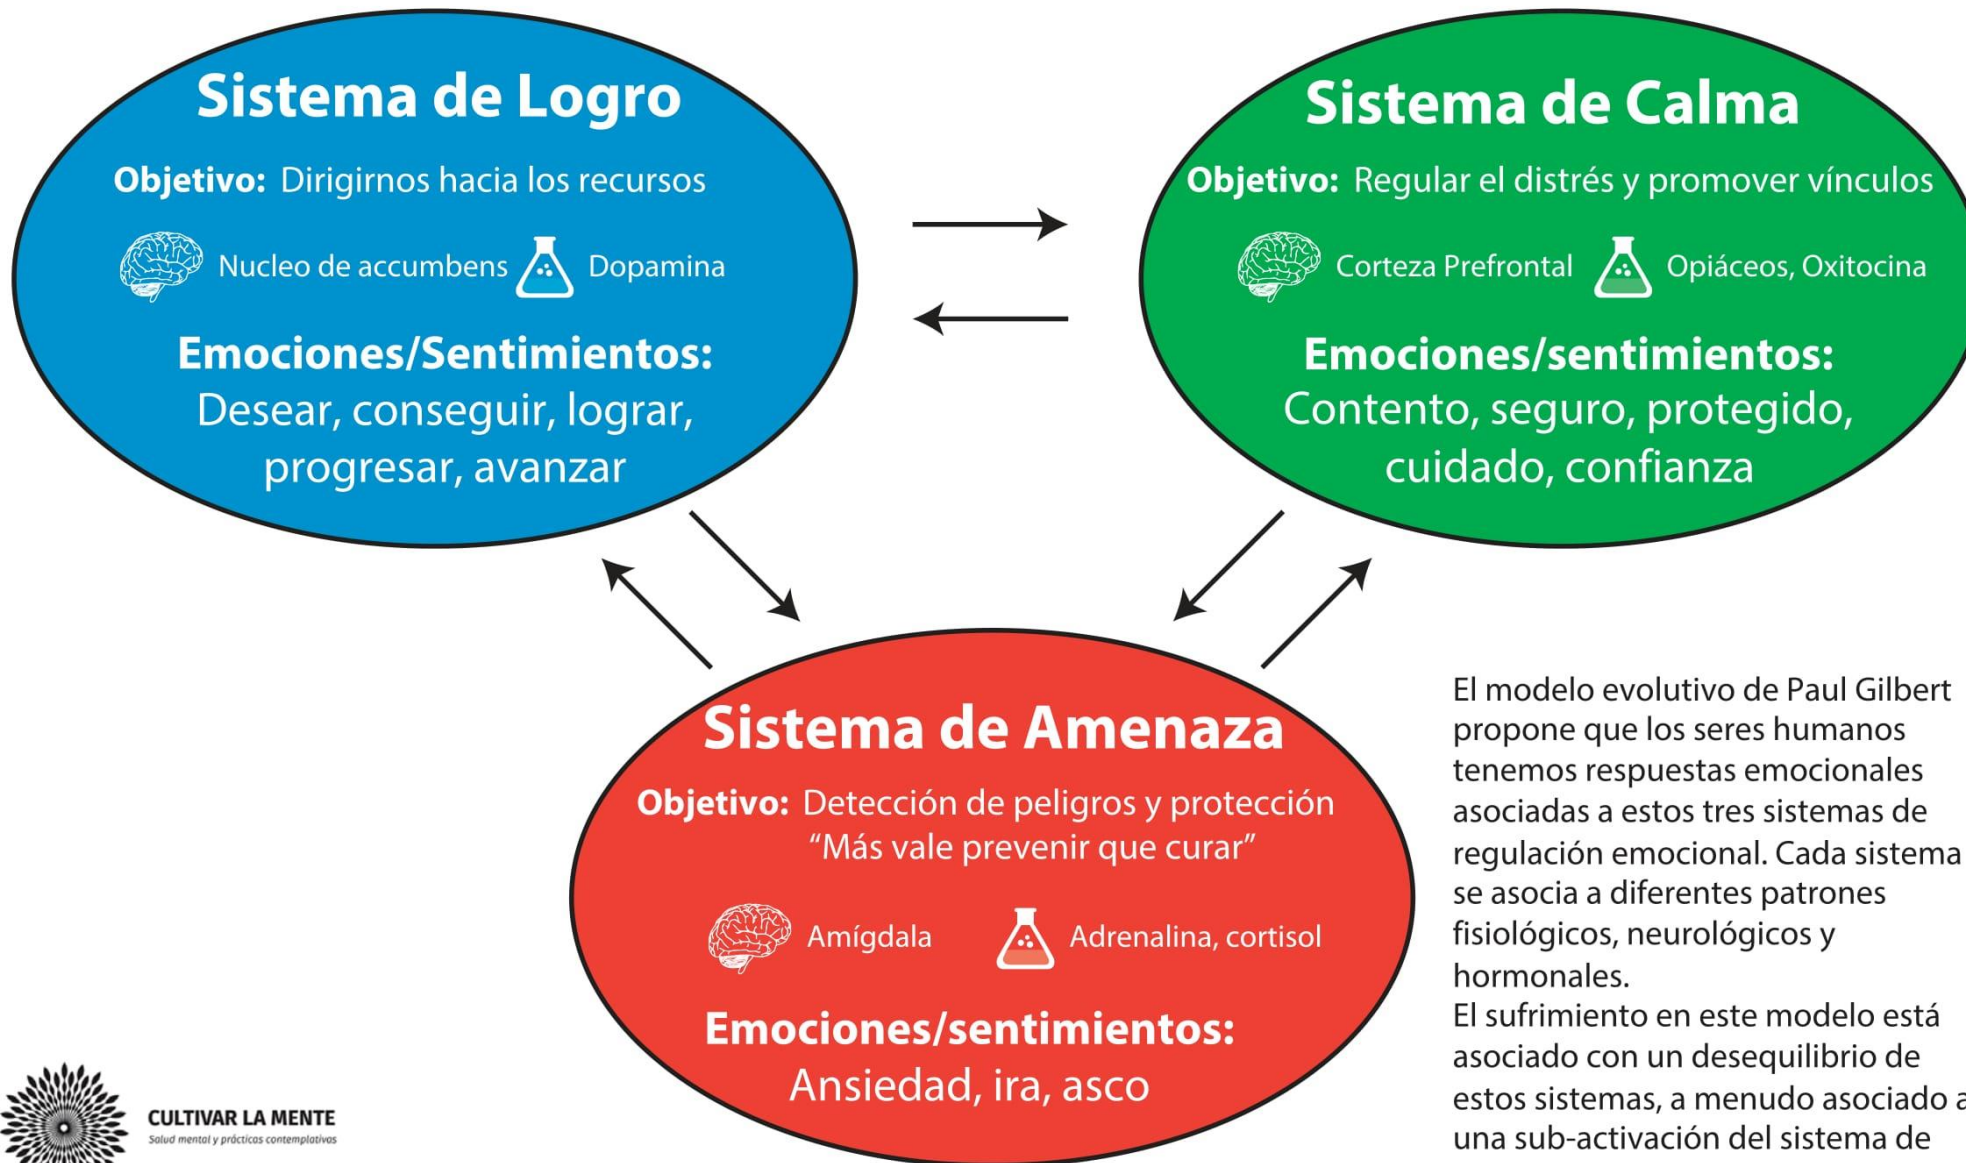 Sistema de Logro
Objetivo: Dirigirnos hacia los recursos
Nucleo de accumbens Dopamina
Emociones/Sentimientos:
Desear, conseguir, lograr,
progresar, avanzar
Sistema de Calma
Objetivo: Regular el distrés y promover vínculos
Corteza Prefrontal Opiáceos, Oxitocina
Emociones/sentimientos:
Contento, seguro, protegido,
cuidado, confianza
Sistema de Amenaza
Objetivo: Detección de peligros y protección
“Más vale prevenir que curar”
Amígdala Adrenalina, cortisol
Emociones/sentimientos:
Ansiedad, ira, asco
El modelo evolutivo de Paul Gilbert
propone que los seres humanos
tenemos respuestas emocionales
asociadas a estos tres sistemas de
regulación emocional. Cada sistema
se asocia a diferentes patrones
fisiológicos, neurológicos y
hormonales.
El sufrimiento en este modelo está
asociado con un desequilibrio de
estos sistemas, a menudo asociado a
una sub-activación del sistema de
CULTIVAR LA MENTE
Salud mental y prácticas contemplativas